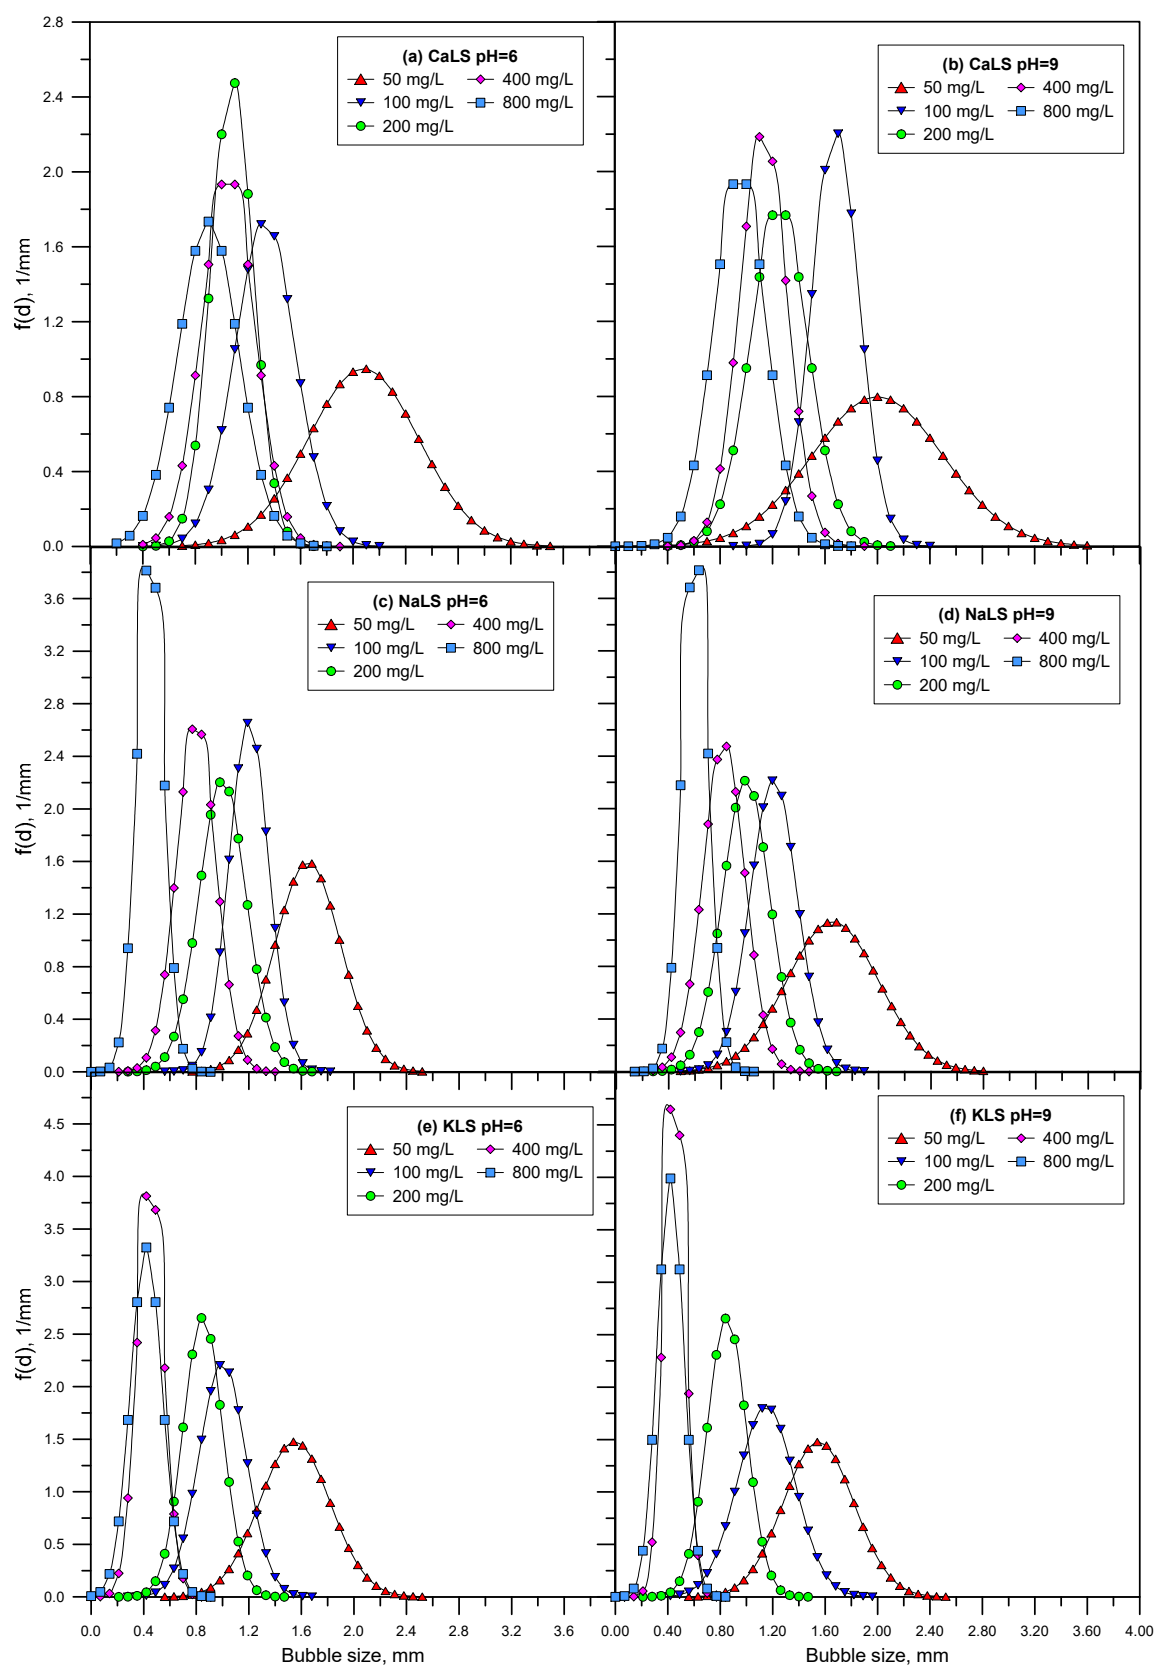 2.8
2.4
2.0
1.6
1.2
0.8
0.4
0.0
f(d), 1/mm
(a) CaLS pH=6
50 mg/L 400 mg/L
100 mg/L 800 mg/L
200 mg/L
(b) CaLS pH=9
50 mg/L 400 mg/L
100 mg/L 800 mg/L
200 mg/L
3.6
3.2
2.8
2.4
2.0
1.6
1.2
0.8
0.4
0.0
f(d), 1/mm
(c) NaLS pH=6
50 mg/L 400 mg/L
100 mg/L 800 mg/L
200 mg/L
(d) NaLS pH=9
50 mg/L 400 mg/L
100 mg/L 800 mg/L
200 mg/L
4.5
4.0
3.5
3.0
2.5
2.0
1.5
1.0
0.5
0.0
f(d), 1/mm
(e) KLS pH=6
50 mg/L 400 mg/L
100 mg/L 800 mg/L
200 mg/L
(f) KLS pH=9
50 mg/L 400 mg/L
100 mg/L 800 mg/L
200 mg/L
0.0 0.4 0.8 1.2 1.6 2.0 2.4 2.8 3.2 3.6
0.00 0.40 0.80 1.20 1.60 2.00 2.40 2.80 3.20 3.60 4.00
Bubble size, mm
Bubble size, mm